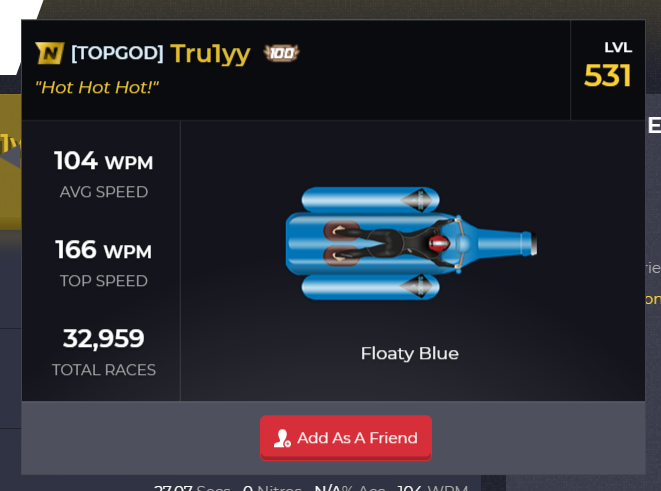 N [TOPGOD] Tru1yy 100
"Hot Hot Hot!"
LVL
531
104 WPM
AVG SPEED
166 WPM
TOP SPEED
32,959
TOTAL RACES
Floaty Blue
Add As A Friend
27.07 Secs 0 Nitros N/A% Acc 104 WPM